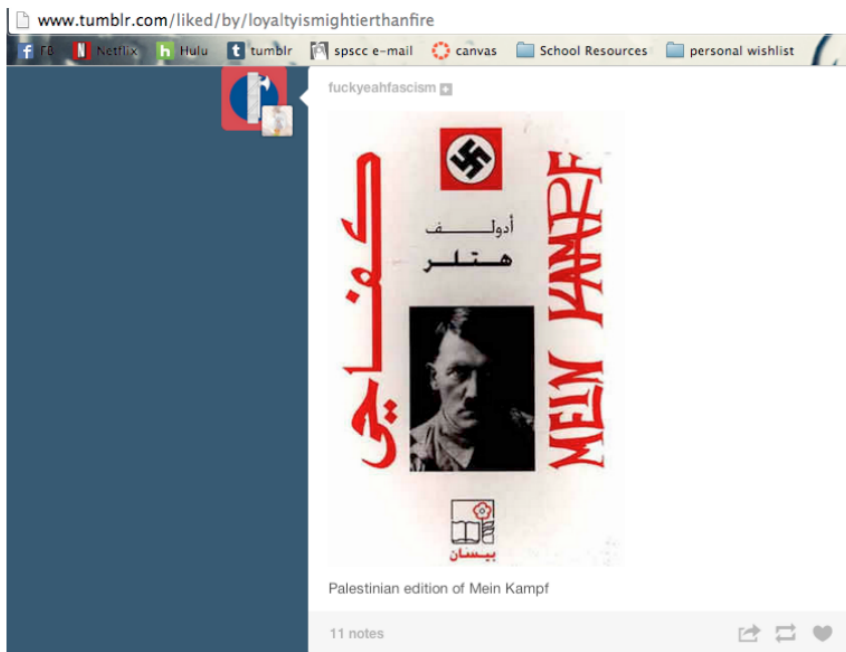 www.tumblr.com/liked/by/loyaltyismightierthanfire
FB Netflix Hulu tumblr spscc e-mail canvas School Resources personal wishlist
fuckyeahfascism
كفاحي
أدولف
هتلر
MEIN KAMPF
بيسان
Palestinian edition of Mein Kampf
11 notes